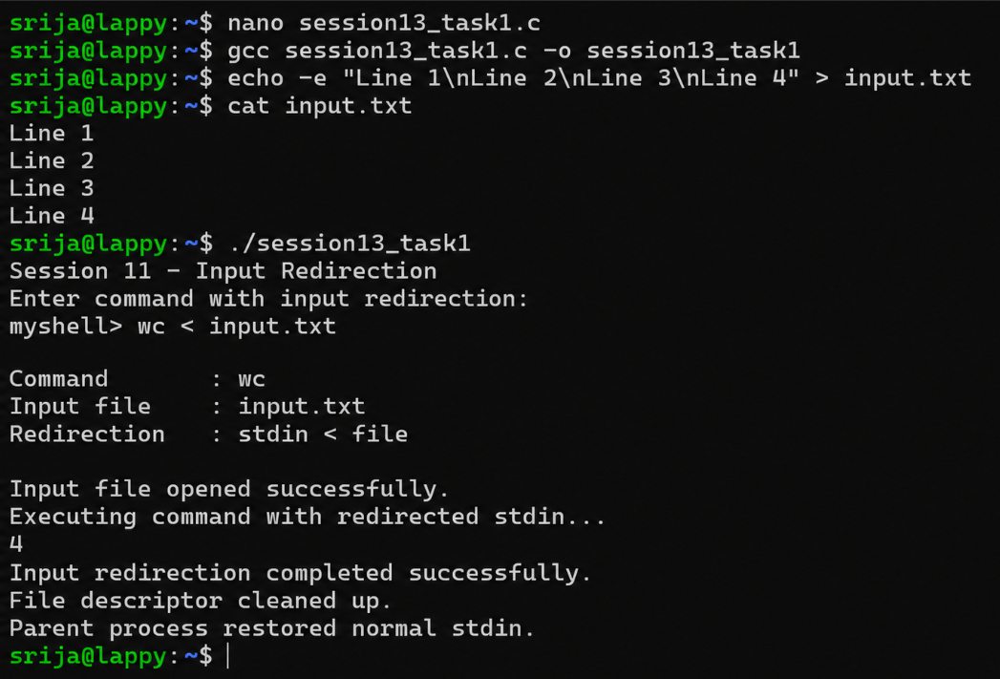 srija@lappy:~$ nano session13_task1.c
srija@lappy:~$ gcc session13_task1.c -o session13_task1
srija@lappy:~$ echo -e "Line 1\nLine 2\nLine 3\nLine 4" > input.txt
srija@lappy:~$ cat input.txt
Line 1
Line 2
Line 3
Line 4
srija@lappy:~$ ./session13_task1
Session 11 - Input Redirection
Enter command with input redirection:
myshell> wc < input.txt
Command : wc
Input file : input.txt
Redirection : stdin < file
Input file opened successfully.
Executing command with redirected stdin...
4
Input redirection completed successfully.
File descriptor cleaned up.
Parent process restored normal stdin.
srija@lappy:~$